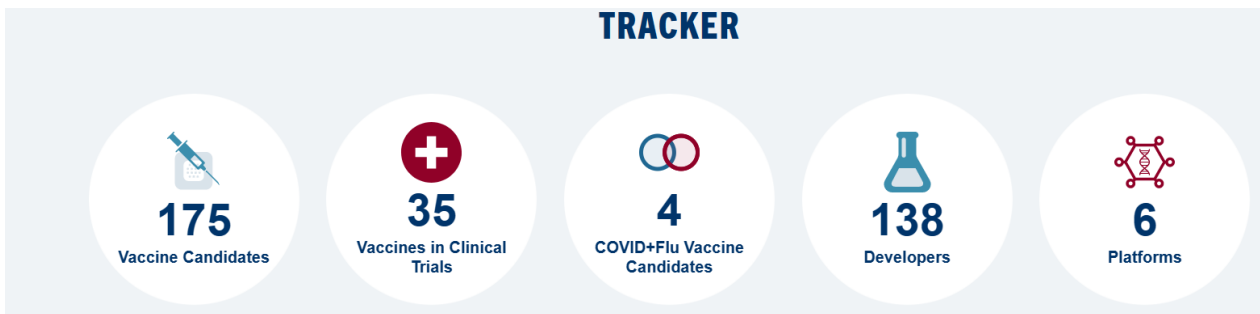 TRACKER
175
Vaccine Candidates
35
Vaccines in Clinical
Trials
4
COVID+Flu Vaccine
Candidates
138
Developers
6
Platforms